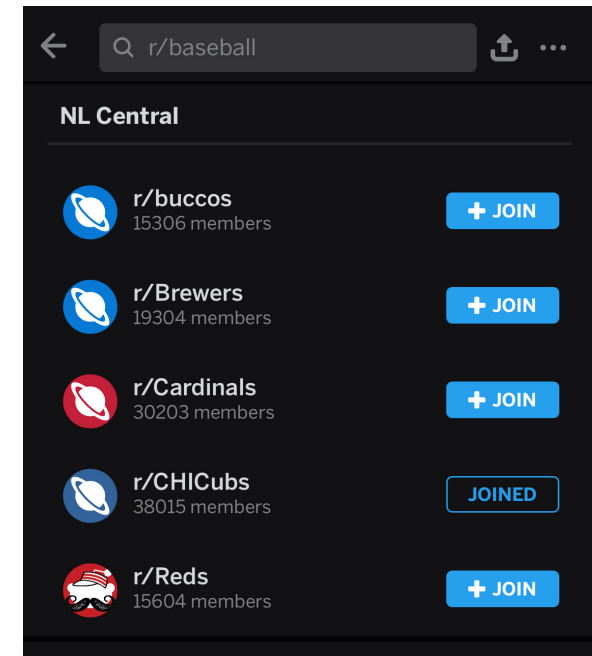 r/baseball
NL Central
r/buccos
15306 members
+ JOIN
r/Brewers
19304 members
+ JOIN
r/Cardinals
30203 members
+ JOIN
r/CHICubs
38015 members
JOINED
r/Reds
15604 members
+ JOIN